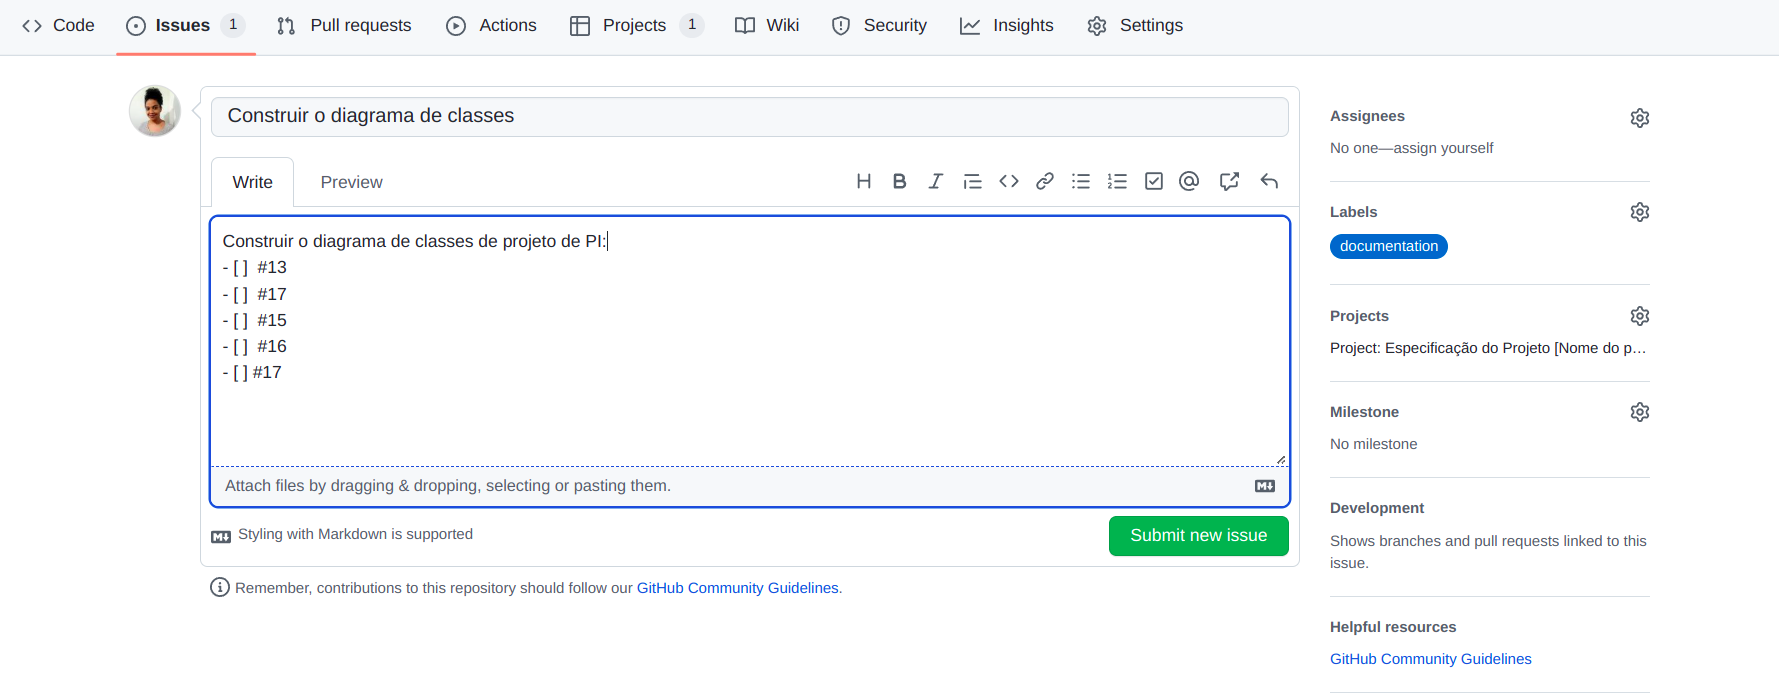 Code Issues 1 Pull requests Actions Projects 1 Wiki Security Insights Settings
Construir o diagrama de classes
Write Preview
Construir o diagrama de classes de projeto de PI:
- [ ]  #13
- [ ]  #17
- [ ]  #15
- [ ]  #16
- [ ] #17
Attach files by dragging & dropping, selecting or pasting them.
Styling with Markdown is supported
Submit new issue
Remember, contributions to this repository should follow our GitHub Community Guidelines.
Assignees
No one—assign yourself
Labels
documentation
Projects
Project: Especificação do Projeto [Nome do p…
Milestone
No milestone
Development
Shows branches and pull requests linked to this
issue.
Helpful resources
GitHub Community Guidelines